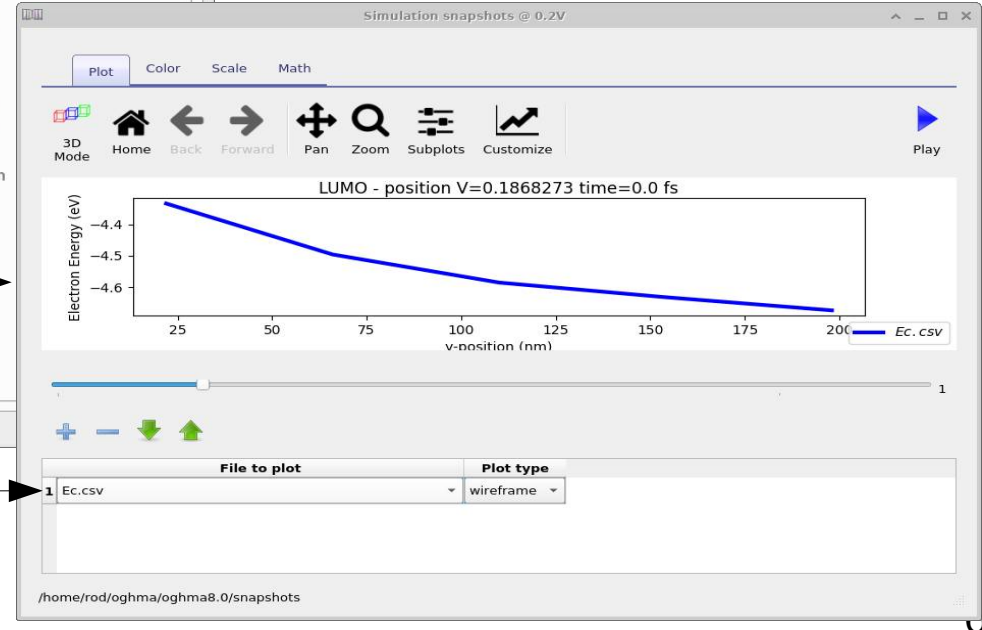 Simulation snapshots @ 0.2V
Plot Color Scale Math
3D Mode Home Back Forward Pan Zoom Subplots Customize Play
LUMO - position V=0.1868273 time=0.0 fs
Electron Energy (eV)
−4.4
−4.5
−4.6
25 50 75 100 125 150 175 200
y-position (nm)
Ec.csv
1
File to plot Plot type
1 Ec.csv wireframe
/home/rod/oghma/oghma8.0/snapshots